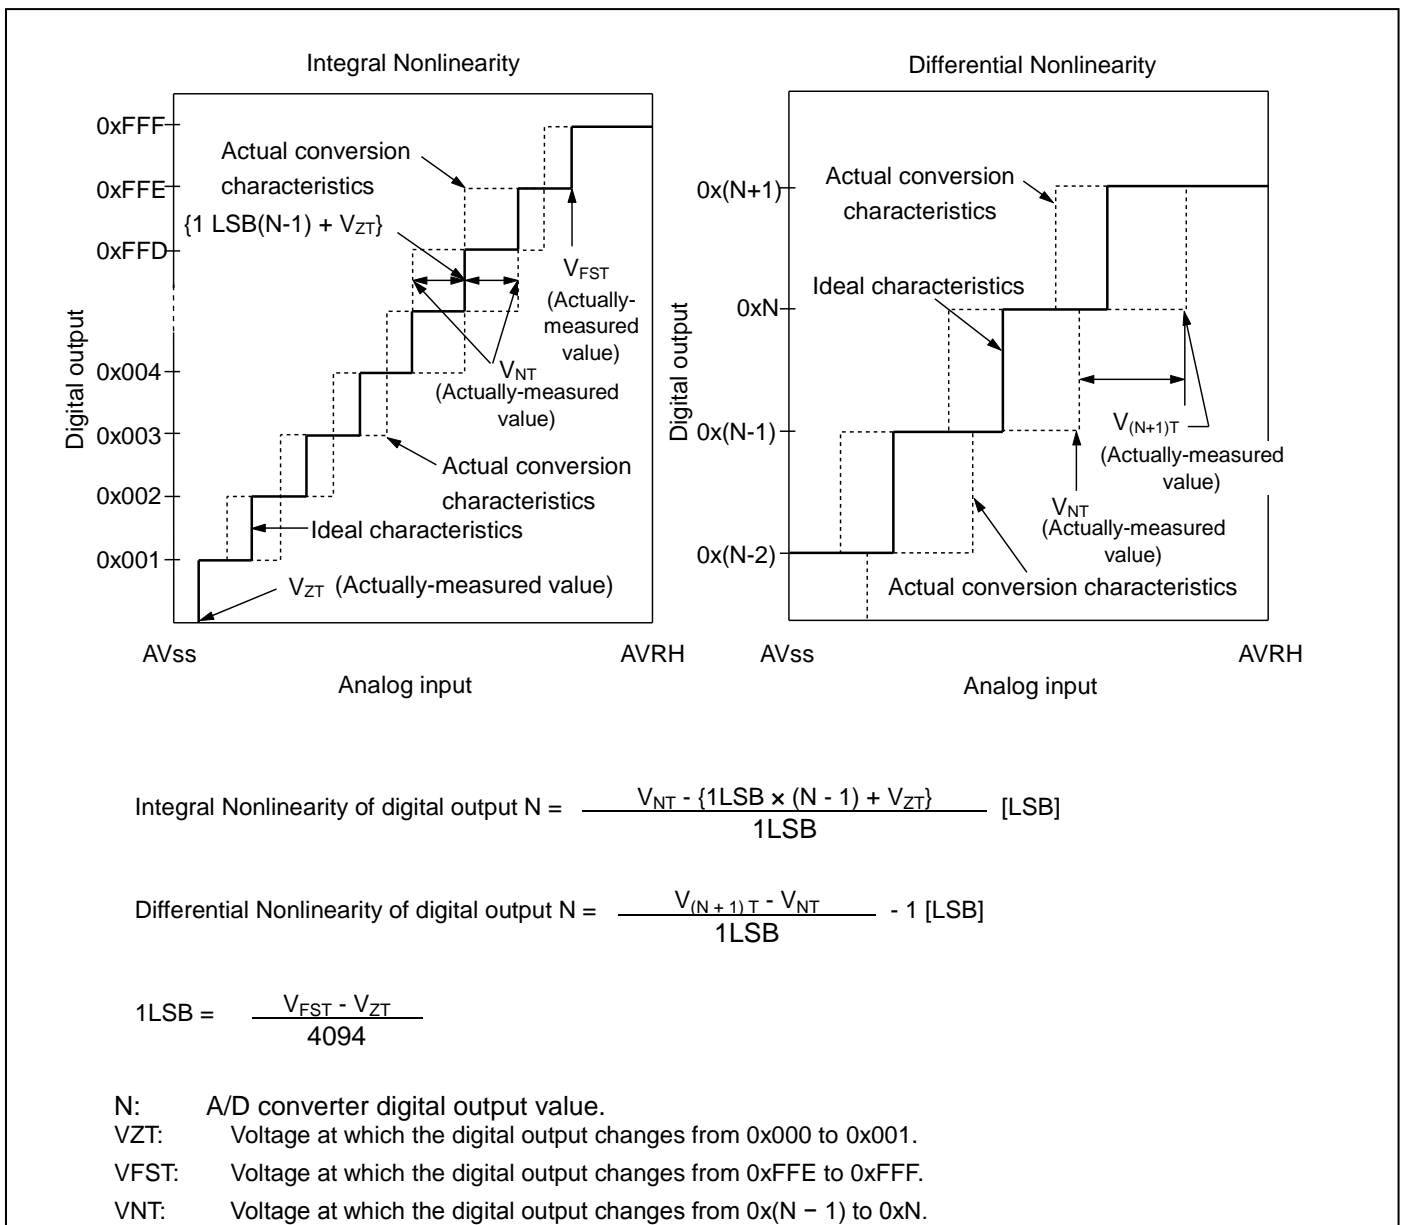 Integral Nonlinearity
0xFFF
Actual conversion
characteristics
0xFFE
{1 LSB(N-1) + VZT}
0xFFD
VFST
(Actually-
measured
value)
VNT
(Actually-measured
value)
0x004
0x003
Actual conversion
characteristics
0x002
Ideal characteristics
0x001
VZT (Actually-measured value)
Digital output
AVss
AVRH
Analog input
Differential Nonlinearity
Actual conversion
characteristics
0x(N+1)
Ideal characteristics
0xN
0x(N-1)
V(N+1)T
(Actually-measured
value)
VNT
(Actually-measured
value)
0x(N-2)
Actual conversion characteristics
Digital output
AVss
AVRH
Analog input
Integral Nonlinearity of digital output N = VNT - {1LSB × (N - 1) + VZT} [LSB]
1LSB
Differential Nonlinearity of digital output N = V(N + 1) T - VNT - 1 [LSB]
1LSB
1LSB = VFST - VZT
4094
N: A/D converter digital output value.
VZT: Voltage at which the digital output changes from 0x000 to 0x001.
VFST: Voltage at which the digital output changes from 0xFFE to 0xFFF.
VNT: Voltage at which the digital output changes from 0x(N − 1) to 0xN.